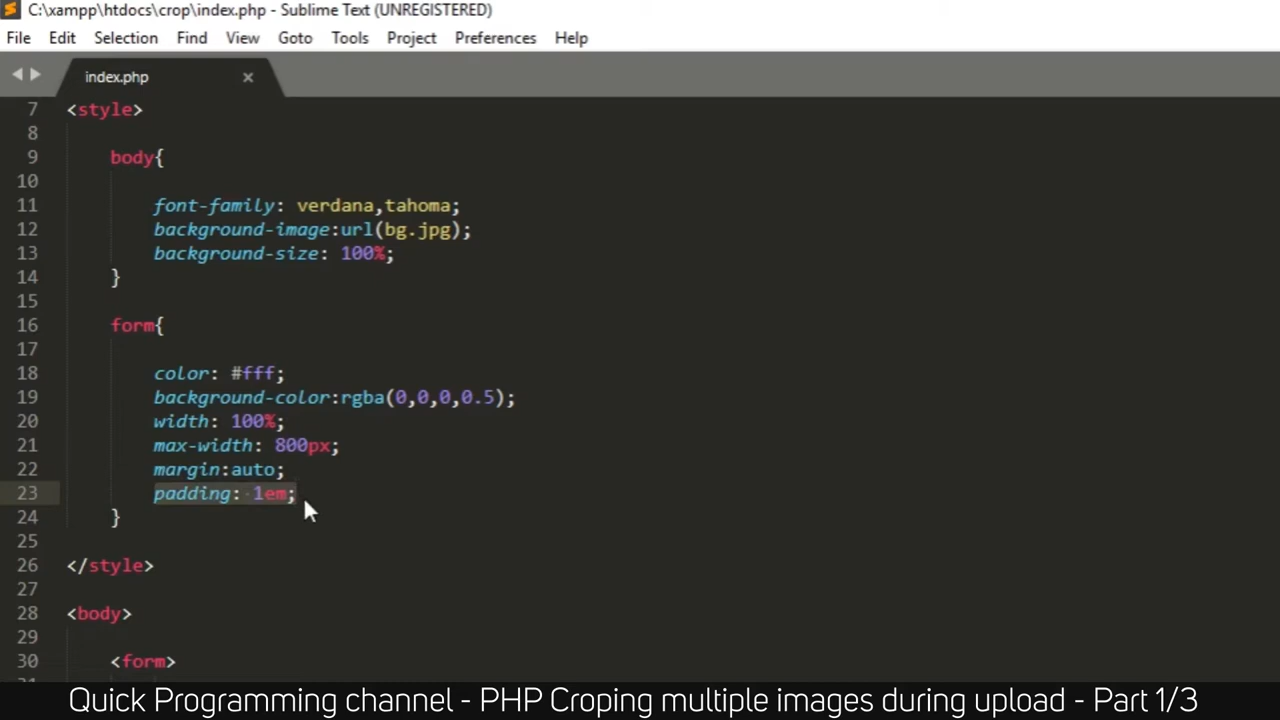 C:\xampp\htdocs\crop\index.php - Sublime Text (UNREGISTERED)
File Edit Selection Find View Goto Tools Project Preferences Help
index.php ×
7 <style>
8
9 body{
10
11 font-family: verdana,tahoma;
12 background-image:url(bg.jpg);
13 background-size: 100%;
14 }
15
16 form{
17
18 color: #fff;
19 background-color:rgba(0,0,0,0.5);
20 width: 100%;
21 max-width: 800px;
22 margin:auto;
23 padding: 1em;
24 }
25
26 </style>
27
28 <body>
29
30 <form>
Quick Programming channel - PHP Croping multiple images during upload - Part 1/3